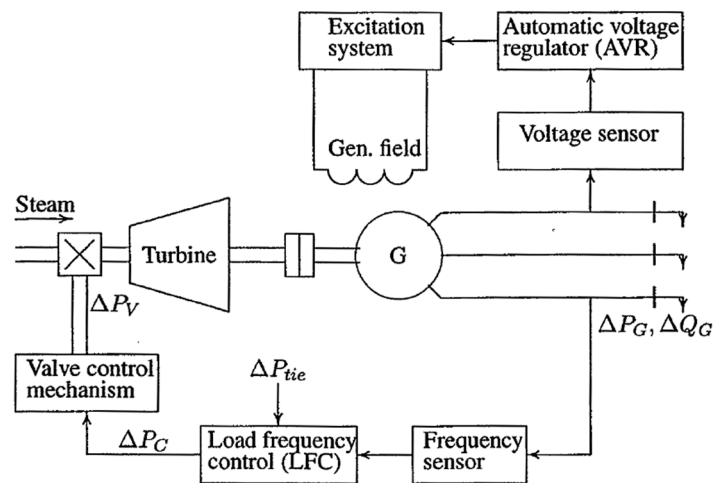 Excitation
system
Automatic voltage
regulator (AVR)
Voltage sensor
Gen. field
Steam
Turbine
G
ΔP_V
ΔP_G, ΔQ_G
Valve control
mechanism
ΔP_tie
ΔP_C
Load frequency
control (LFC)
Frequency
sensor